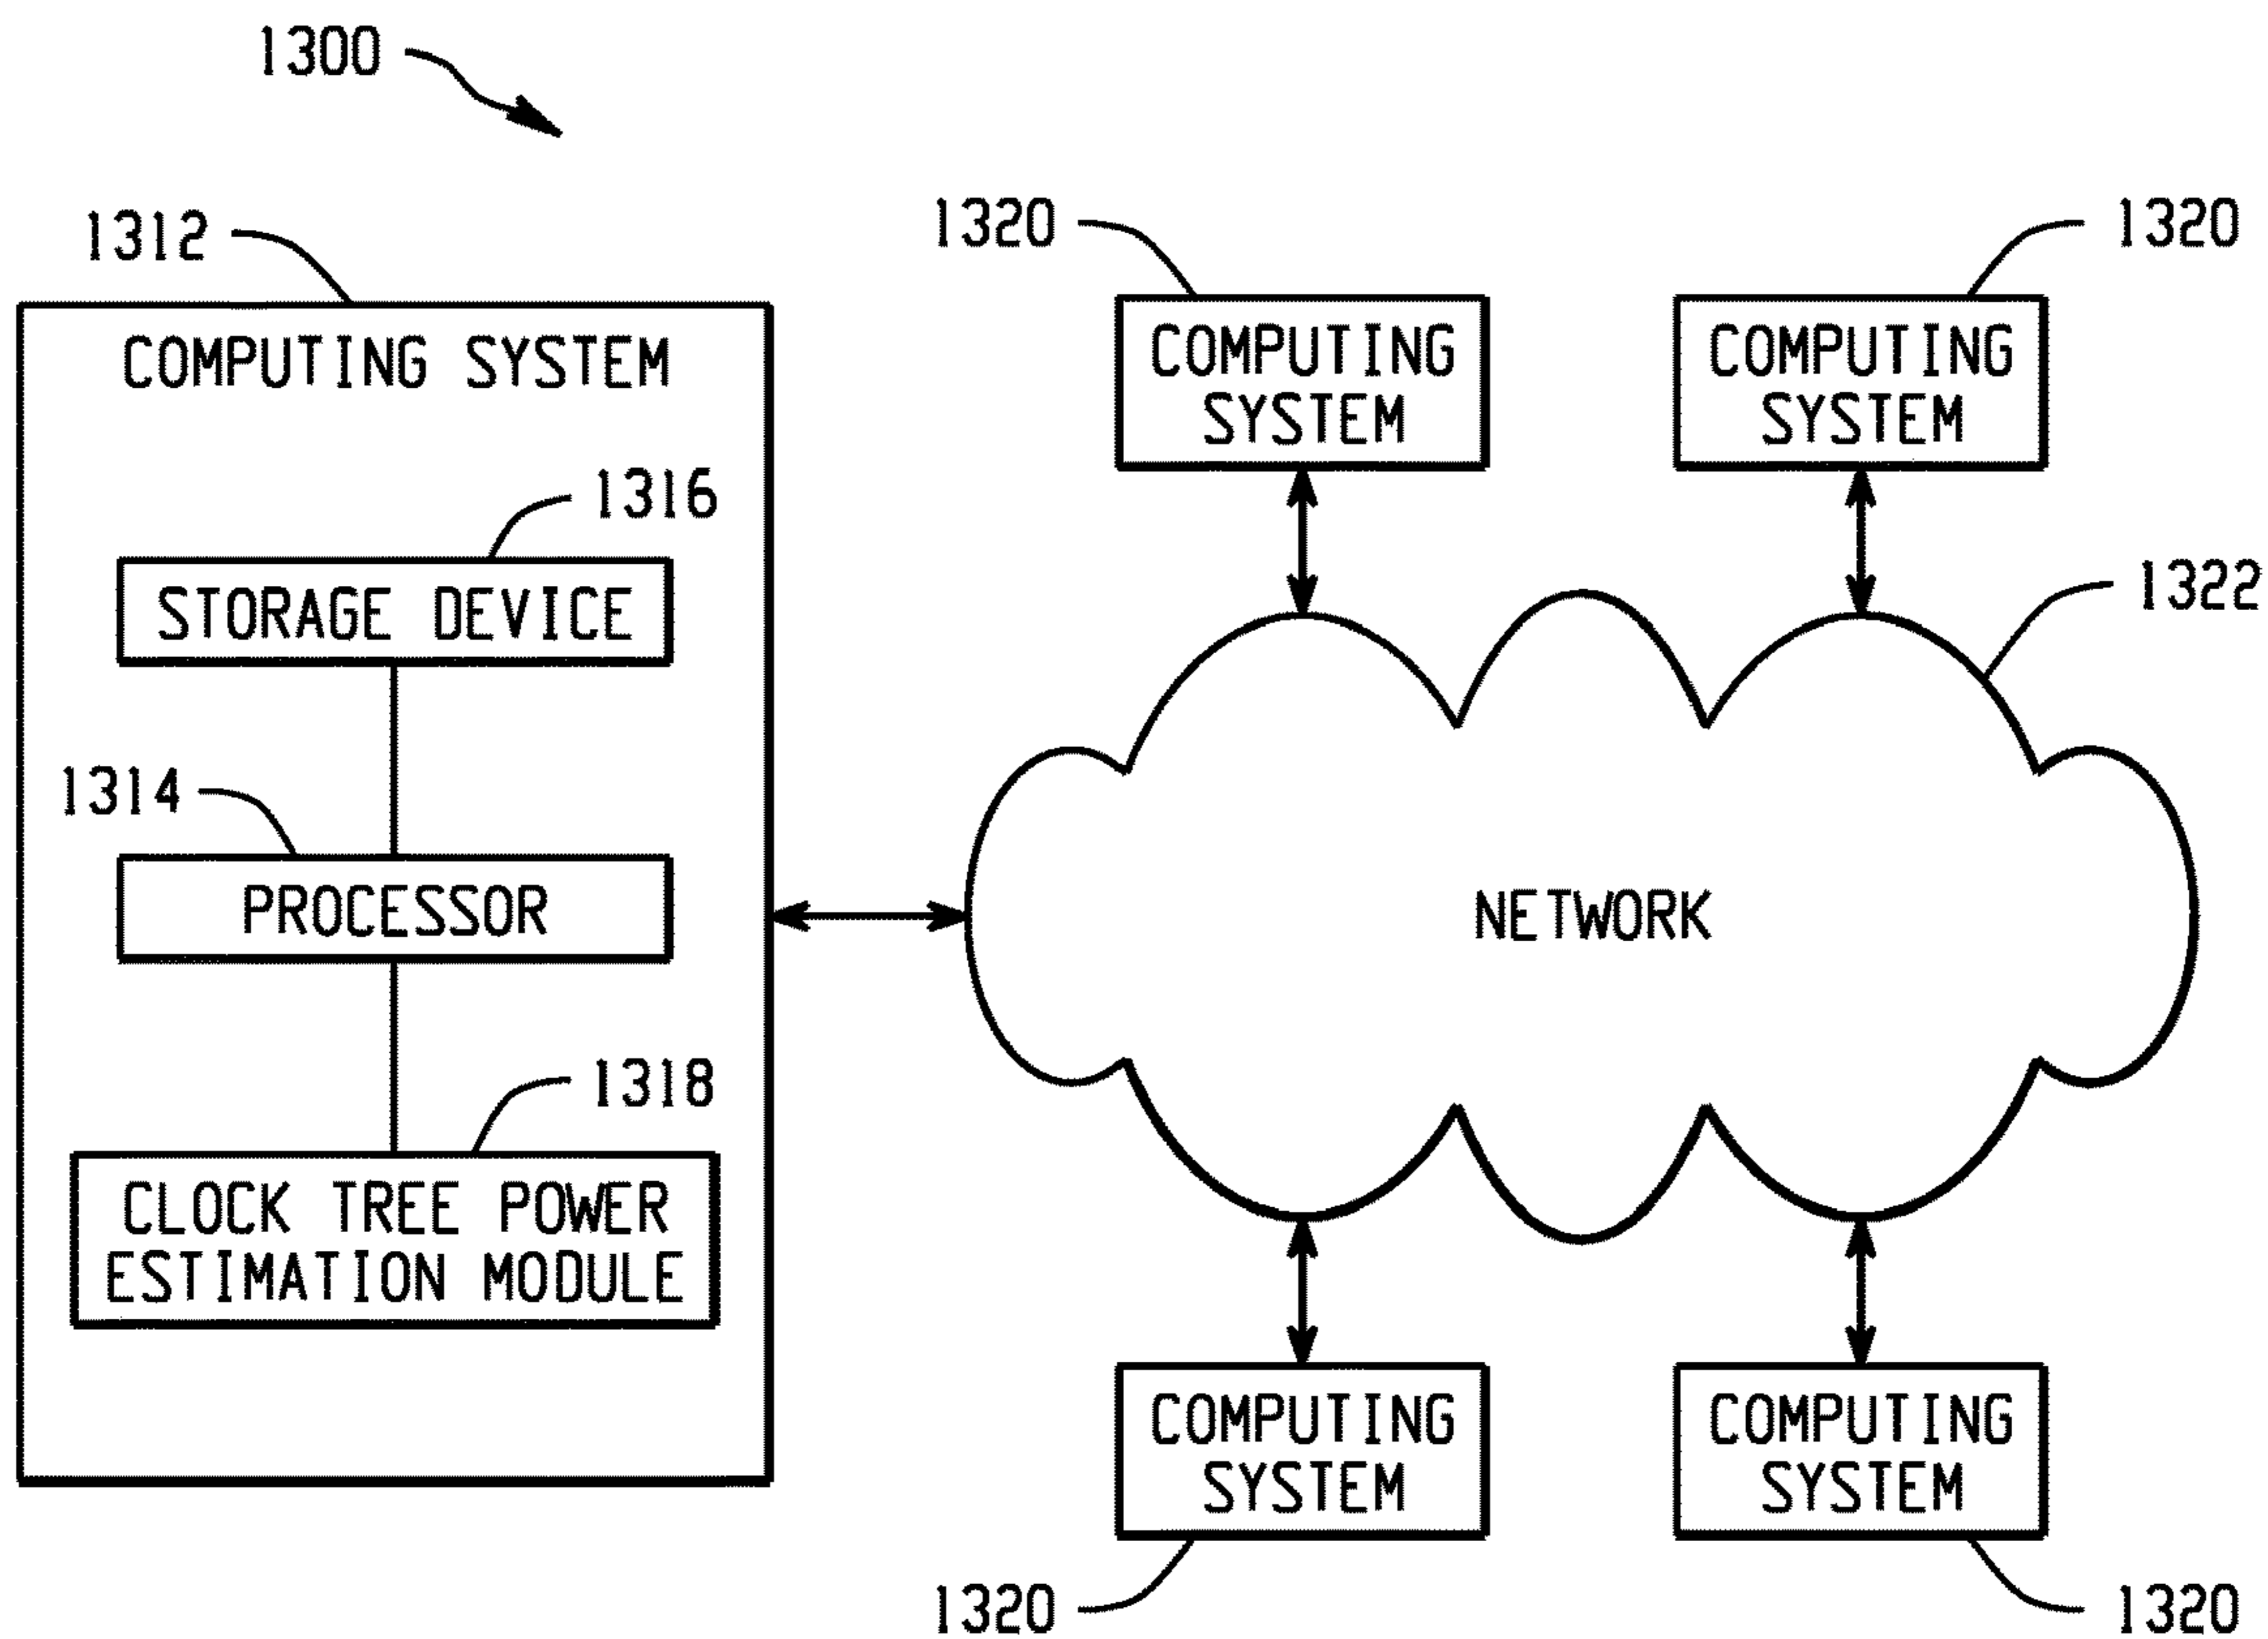 1300
1312
COMPUTING SYSTEM
1316
STORAGE DEVICE
1314
PROCESSOR
1318
CLOCK TREE POWER
ESTIMATION MODULE
1320
COMPUTING
SYSTEM
1320
COMPUTING
SYSTEM
1322
NETWORK
COMPUTING
SYSTEM
1320
COMPUTING
SYSTEM
1320